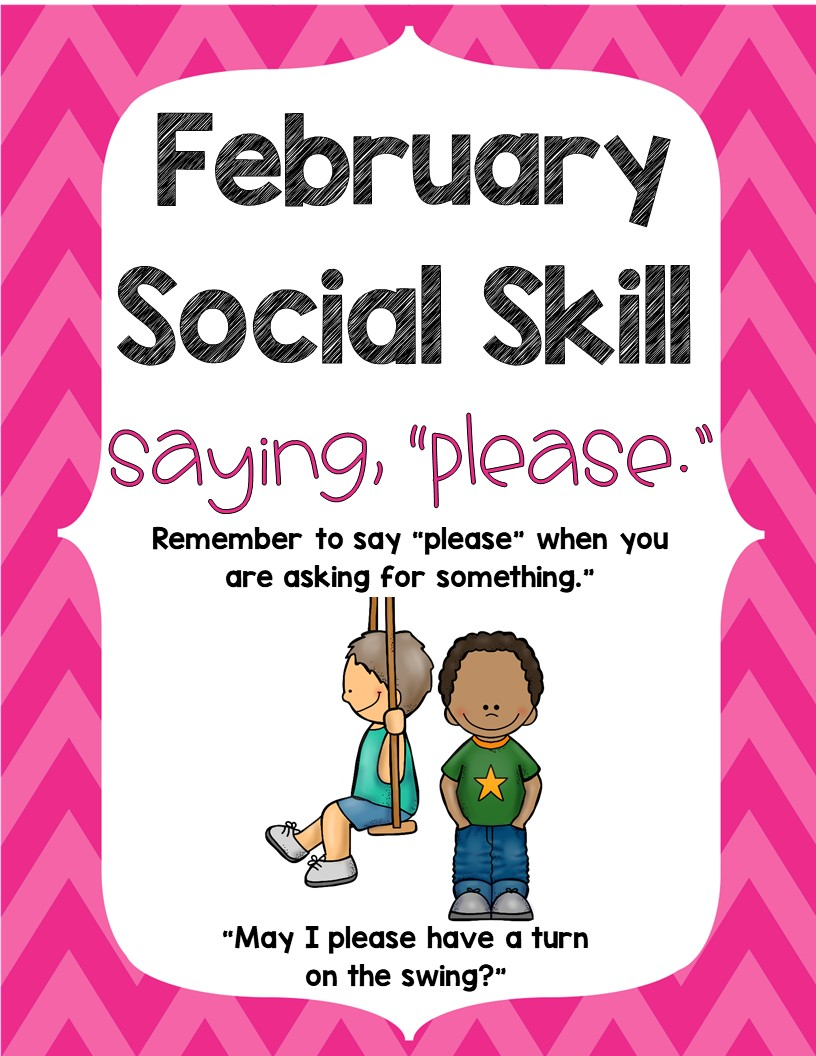 February
Social Skill
saying, "please."
Remember to say "please" when you
are asking for something."
"May I please have a turn
on the swing?"